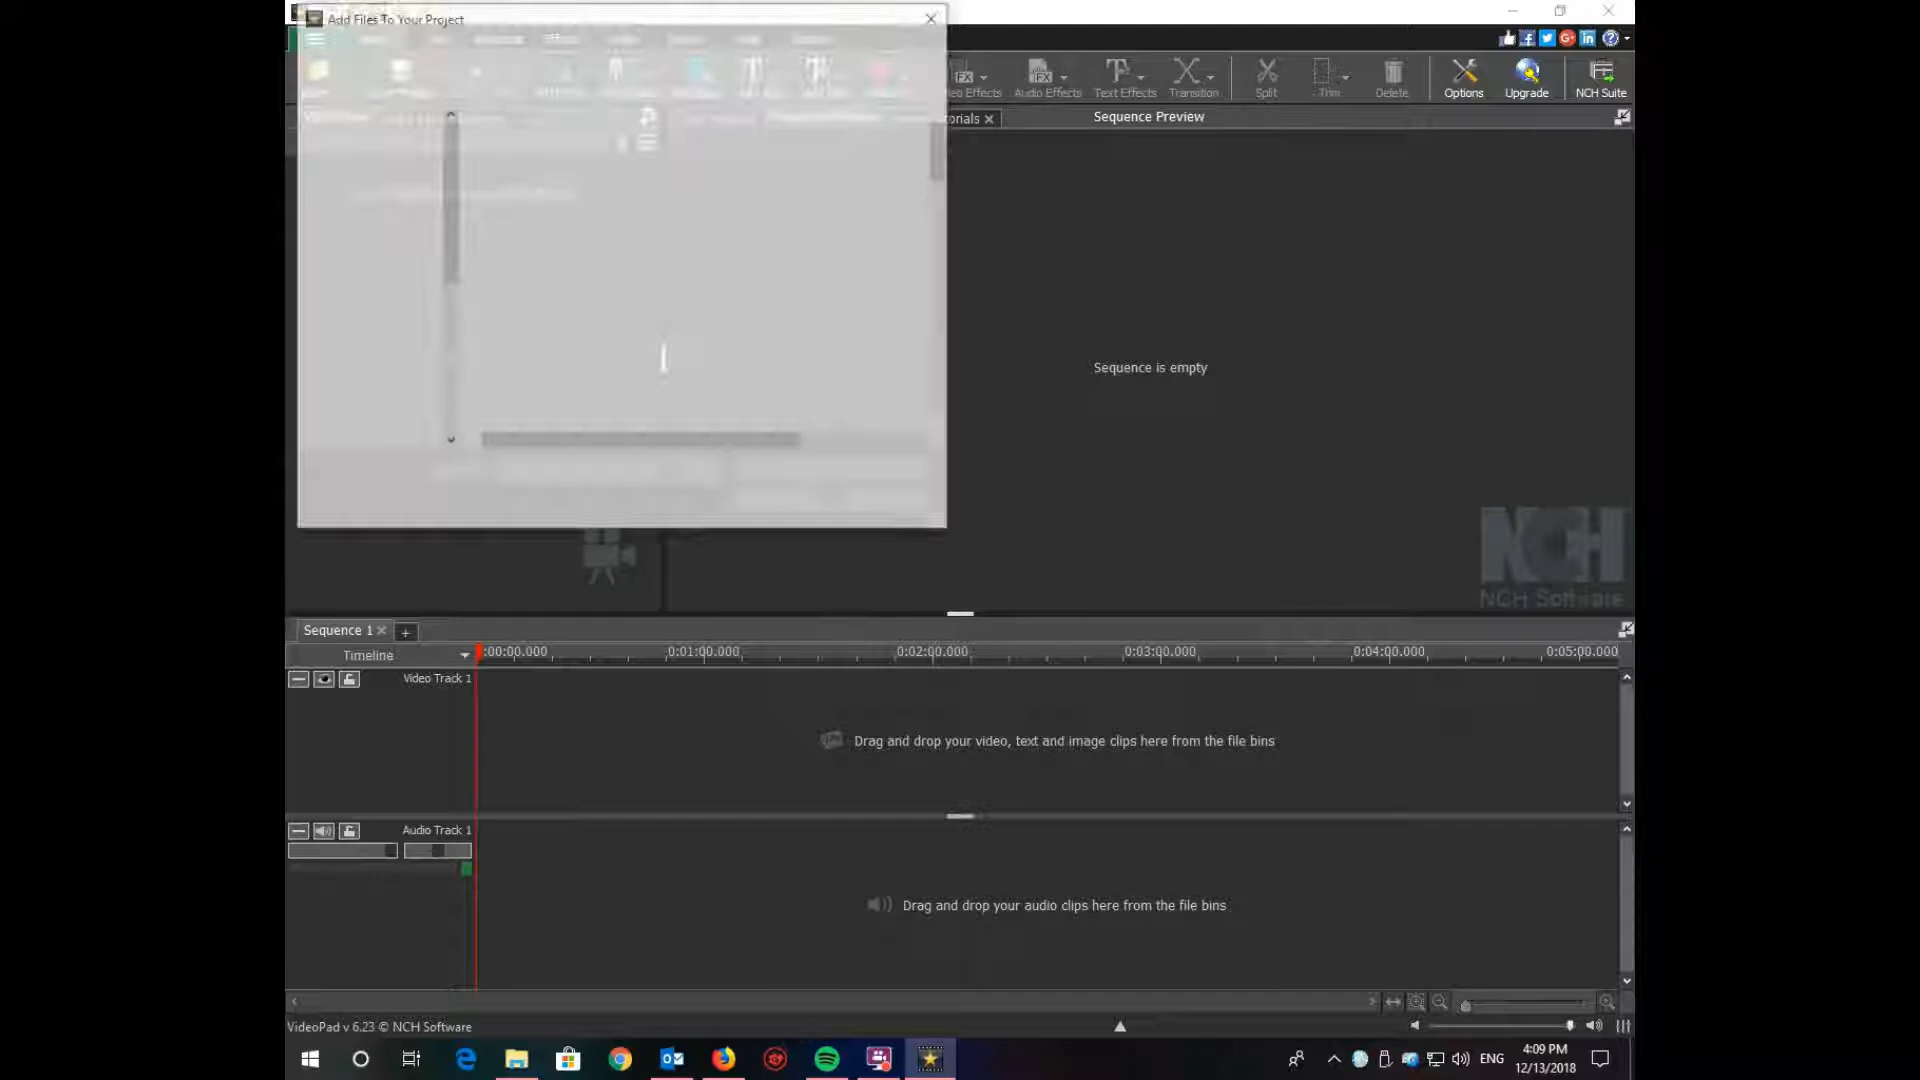 Add Files To Your Project
eo Effects
Audio Effects
Text Effects
Transition
Split
Trim
Delete
Options
Upgrade
NCH Suite
orials
Sequence Preview
Sequence is empty
NCH
NCH Software
Sequence 1
Timeline
:00:00.000
0:01:00.000
0:02:00.000
0:03:00.000
0:04:00.000
0:05:00.000
Video Track 1
Drag and drop your video, text and image clips here from the file bins
Audio Track 1
Drag and drop your audio clips here from the file bins
VideoPad v 6.23 © NCH Software
ENG
4:09 PM
12/13/2018